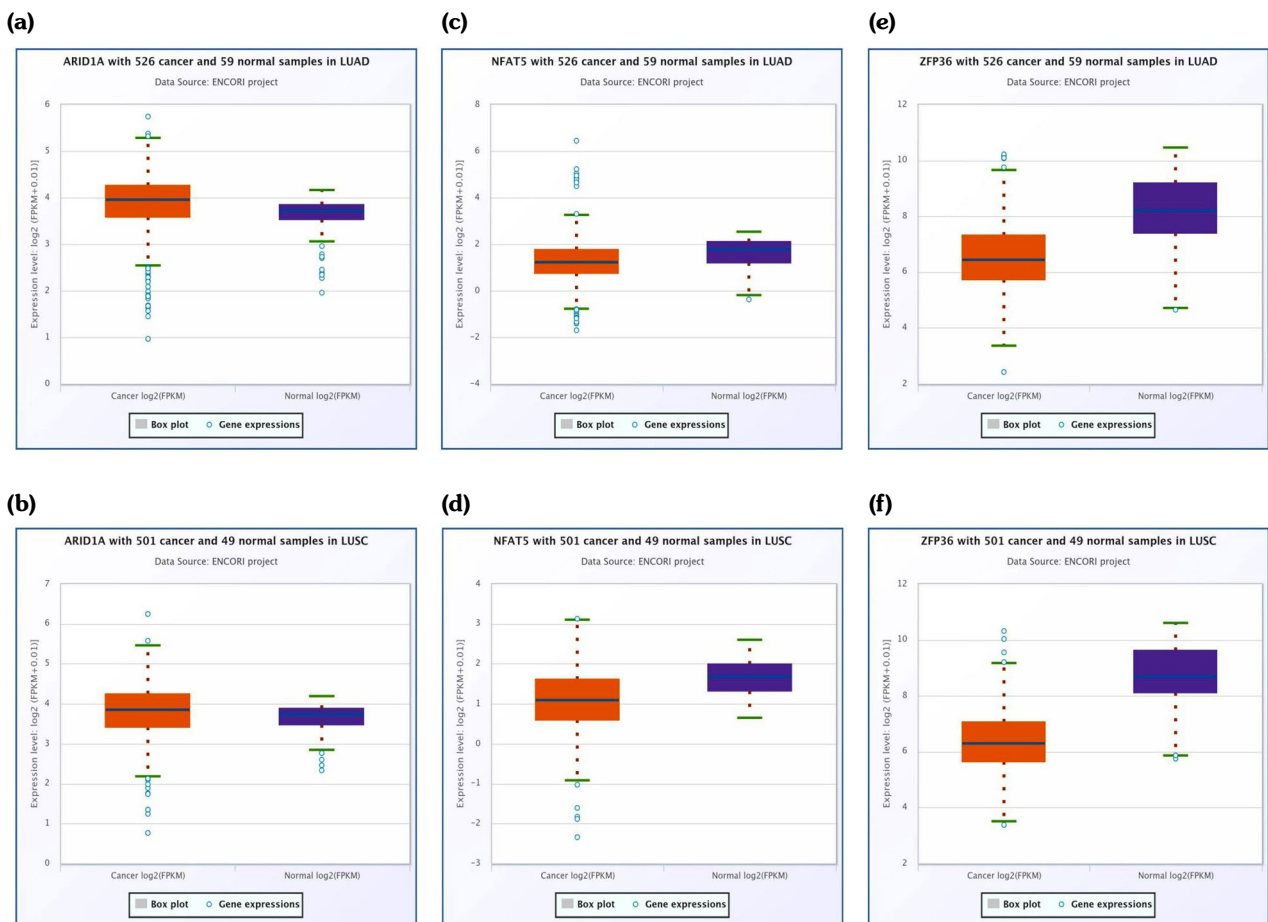 (a)
ARID1A with 526 cancer and 59 normal samples in LUAD
Data Source: ENCORI project
Expression level: log2 (FPKM+0.01)]
6
5
4
3
2
1
0
Cancer log2(FPKM)
Normal log2(FPKM)
Box plot
Gene expressions
(c)
NFAT5 with 526 cancer and 59 normal samples in LUAD
Data Source: ENCORI project
Expression level: log2 (FPKM+0.01)]
8
6
4
2
0
−2
−4
Cancer log2(FPKM)
Normal log2(FPKM)
Box plot
Gene expressions
(e)
ZFP36 with 526 cancer and 59 normal samples in LUAD
Data Source: ENCORI project
Expression level: log2 (FPKM+0.01)]
12
10
8
6
4
2
Cancer log2(FPKM)
Normal log2(FPKM)
Box plot
Gene expressions
(b)
ARID1A with 501 cancer and 49 normal samples in LUSC
Data Source: ENCORI project
Expression level: log2 (FPKM+0.01)]
7
6
5
4
3
2
1
0
Cancer log2(FPKM)
Normal log2(FPKM)
Box plot
Gene expressions
(d)
NFAT5 with 501 cancer and 49 normal samples in LUSC
Data Source: ENCORI project
Expression level: log2 (FPKM+0.01)]
4
3
2
1
0
−1
−2
−3
Cancer log2(FPKM)
Normal log2(FPKM)
Box plot
Gene expressions
(f)
ZFP36 with 501 cancer and 49 normal samples in LUSC
Data Source: ENCORI project
Expression level: log2 (FPKM+0.01)]
12
10
8
6
4
2
Cancer log2(FPKM)
Normal log2(FPKM)
Box plot
Gene expressions